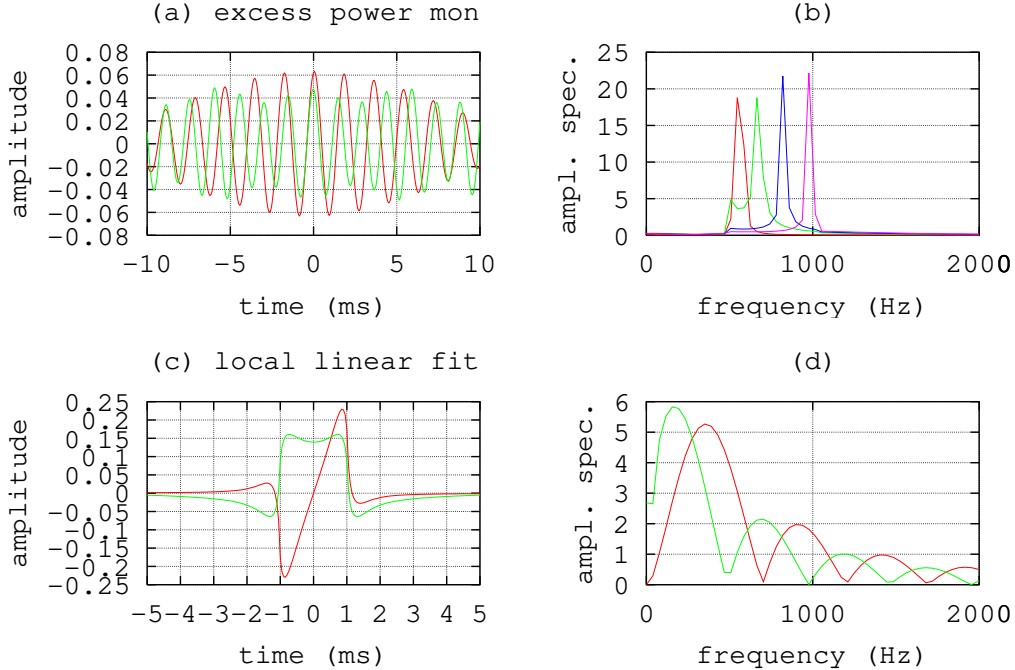 (a) excess power mon
amplitude
0.08
0.06
0.04
0.02
0
−0.02
−0.04
−0.06
−0.08
−10 −5 0 5 10
time (ms)
(b)
ampl. spec.
25
20
15
10
5
0
0 1000 2000
frequency (Hz)
(c) local linear fit
amplitude
0.25
0.2
0.15
0.1
0.05
0
−0.05
−0.1
−0.15
−0.2
−0.25
−5 −4 −3 −2 −1 0 1 2 3 4 5
time (ms)
(d)
ampl. spec.
6
5
4
3
2
1
0
0 1000 2000
frequency (Hz)